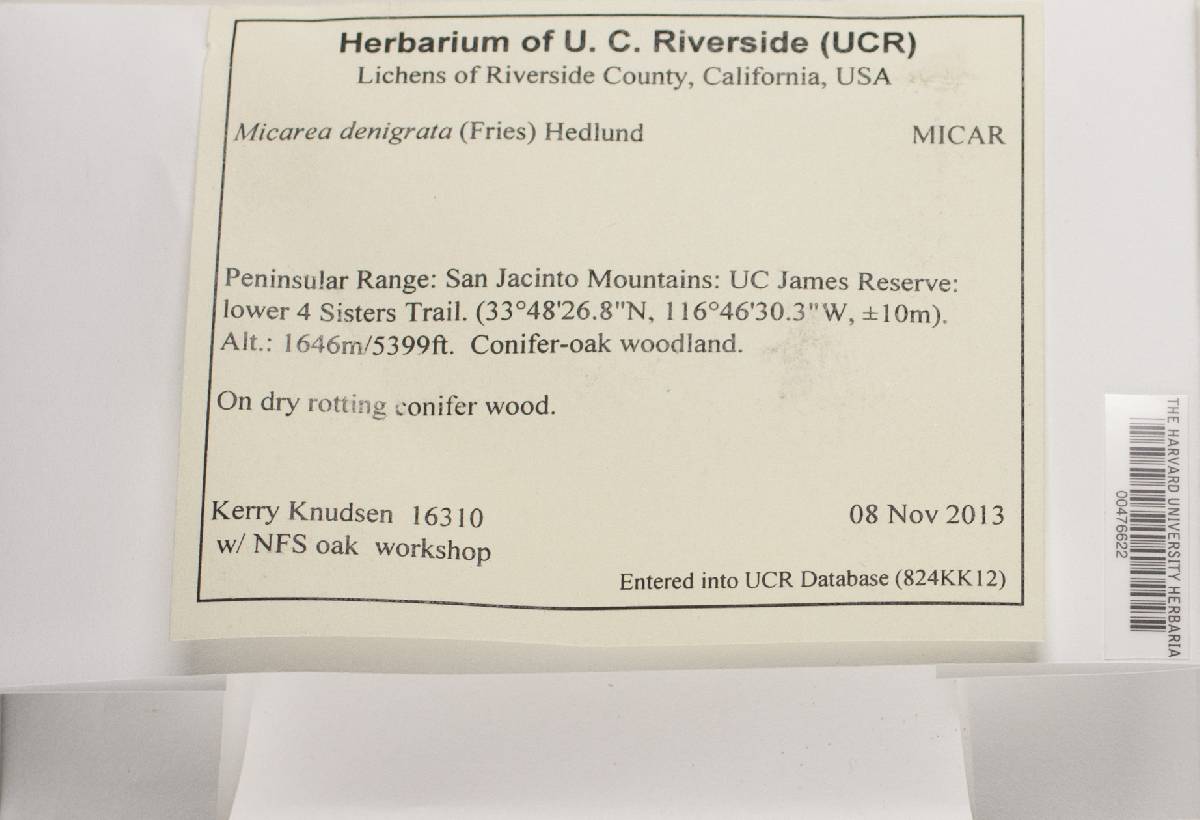 Herbarium of U. C. Riverside (UCR)
Lichens of Riverside County, California, USA
Micarea denigrata (Fries) Hedlund MICAR
Peninsular Range: San Jacinto Mountains: UC James Reserve:
lower 4 Sisters Trail. (33°48'26.8"N, 116°46'30.3"W, ±10m).
Alt.: 1646m/5399ft. Conifer-oak woodland.
On dry rotting conifer wood.
Kerry Knudsen 16310 08 Nov 2013
w/ NFS oak workshop
Entered into UCR Database (824KK12)
THE HARVARD UNIVERSITY HERBARIA
00476622